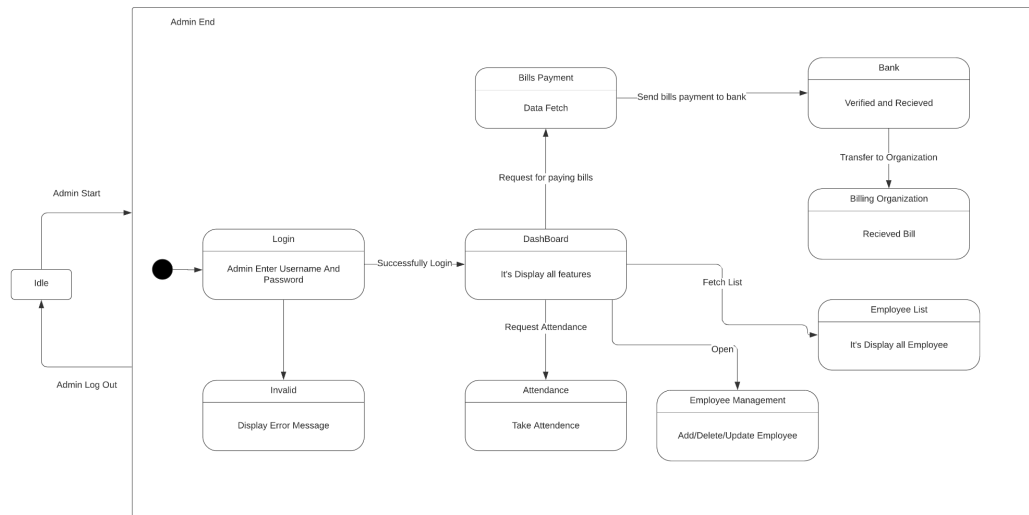 Admin End
Bills Payment
Data Fetch
Send bills payment to bank
Bank
Verified and Recieved
Transfer to Organization
Request for paying bills
Admin Start
Billing Organization
Recieved Bill
Login
Admin Enter Username And
Password
Successfully Login
DashBoard
It's Display all features
Idle
Fetch List
Employee List
It's Display all Employee
Request Attendance
Open
Admin Log Out
Invalid
Display Error Message
Attendance
Take Attendence
Employee Management
Add/Delete/Update Employee